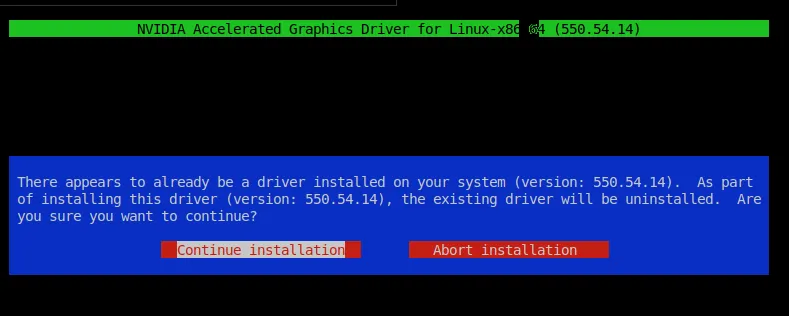 NVIDIA Accelerated Graphics Driver for Linux-x86_64 (550.54.14)
There appears to already be a driver installed on your system (version: 550.54.14).  As part
of installing this driver (version: 550.54.14), the existing driver will be uninstalled.  Are
you sure you want to continue?
Continue installation    Abort installation